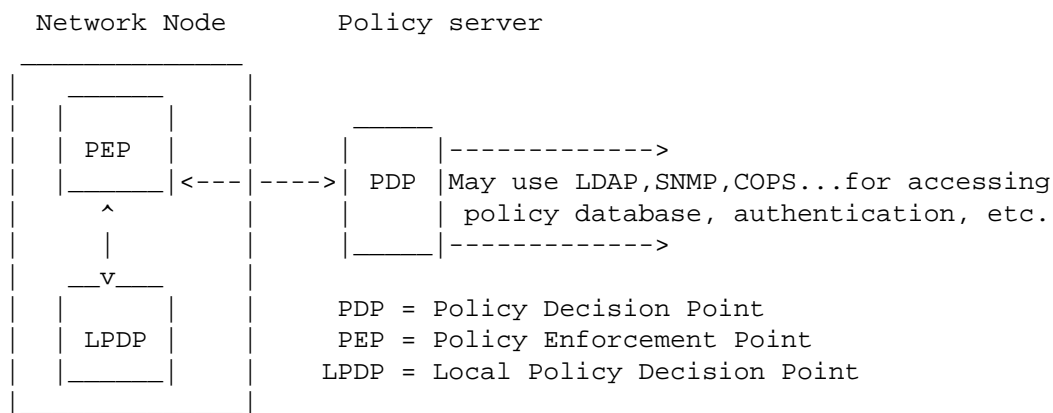 Network Node Policy server
PEP
PDP May use LDAP,SNMP,COPS...for accessing
policy database, authentication, etc.
PDP = Policy Decision Point
LPDP PEP = Policy Enforcement Point
LPDP = Local Policy Decision Point